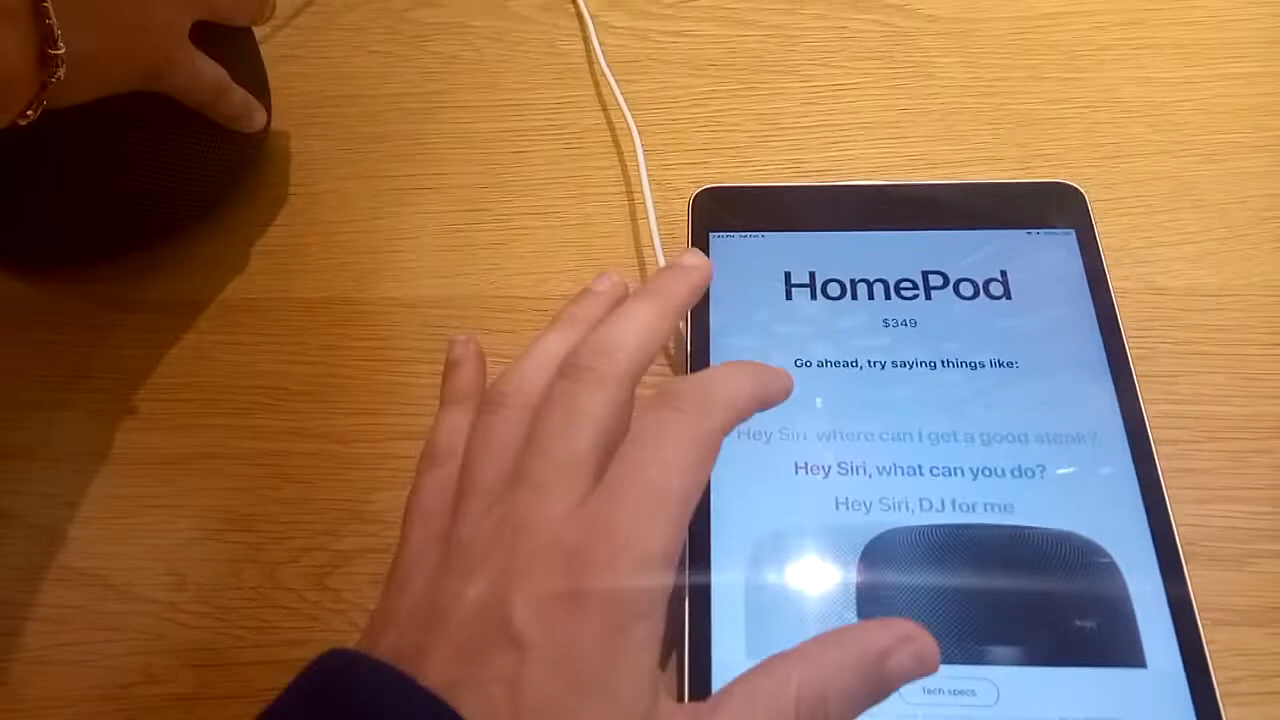 HomePod
$349
Go ahead, try saying things like:
Hey Siri, where can I get a good steak?
Hey Siri, what can you do?
Hey Siri, DJ for me
Tech specs